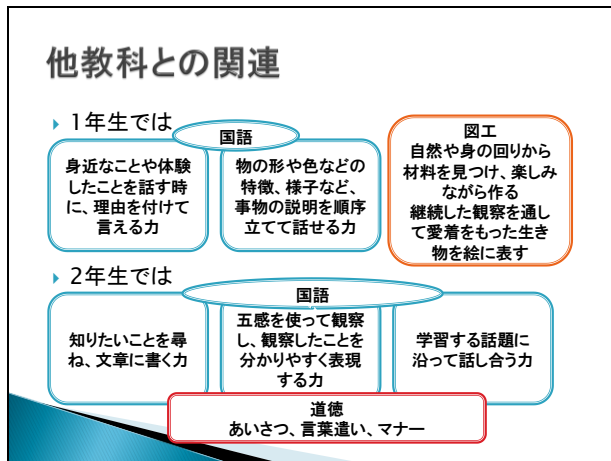 他教科との関連
1年生では
国語
身近なことや体験
したことを話す時
に、理由を付けて
言える力
物の形や色などの
特徴、様子など、
事物の説明を順序
立てて話せる力
図工
自然や身の回りから
材料を見つけ、楽しみ
ながら作る
継続した観察を通し
て愛着をもった生き
物を絵に表す
2年生では
国語
知りたいことを尋
ね、文章に書く力
五感を使って観察
し、観察したことを
分かりやすく表現
する力
学習する話題に
沿って話し合う力
道徳
あいさつ、言葉遣い、マナー